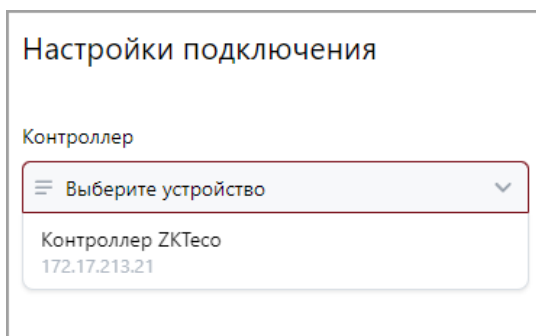 Настройки подключения
Контроллер
Выберите устройство
Контроллер ZKTeco
172.17.213.21